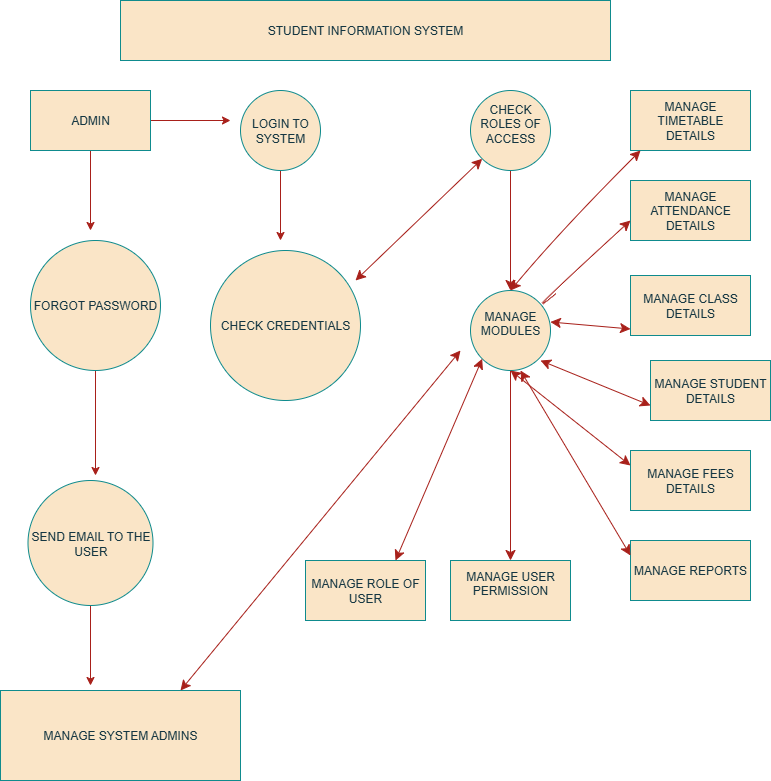 STUDENT INFORMATION SYSTEM
ADMIN
LOGIN TO
SYSTEM
CHECK
ROLES OF
ACCESS
MANAGE
TIMETABLE
DETAILS
MANAGE
ATTENDANCE
DETAILS
FORGOT PASSWORD
CHECK CREDENTIALS
MANAGE
MODULES
MANAGE CLASS
DETAILS
MANAGE STUDENT
DETAILS
MANAGE FEES
DETAILS
SEND EMAIL TO THE
USER
MANAGE ROLE OF
USER
MANAGE USER
PERMISSION
MANAGE REPORTS
MANAGE SYSTEM ADMINS